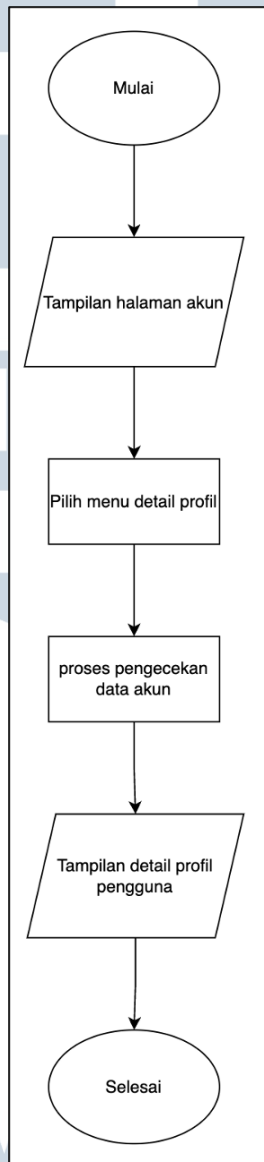 Mulai
Tampilan halaman akun
Pilih menu detail profil
proses pengecekan
data akun
Tampilan detail profil
pengguna
Selesai